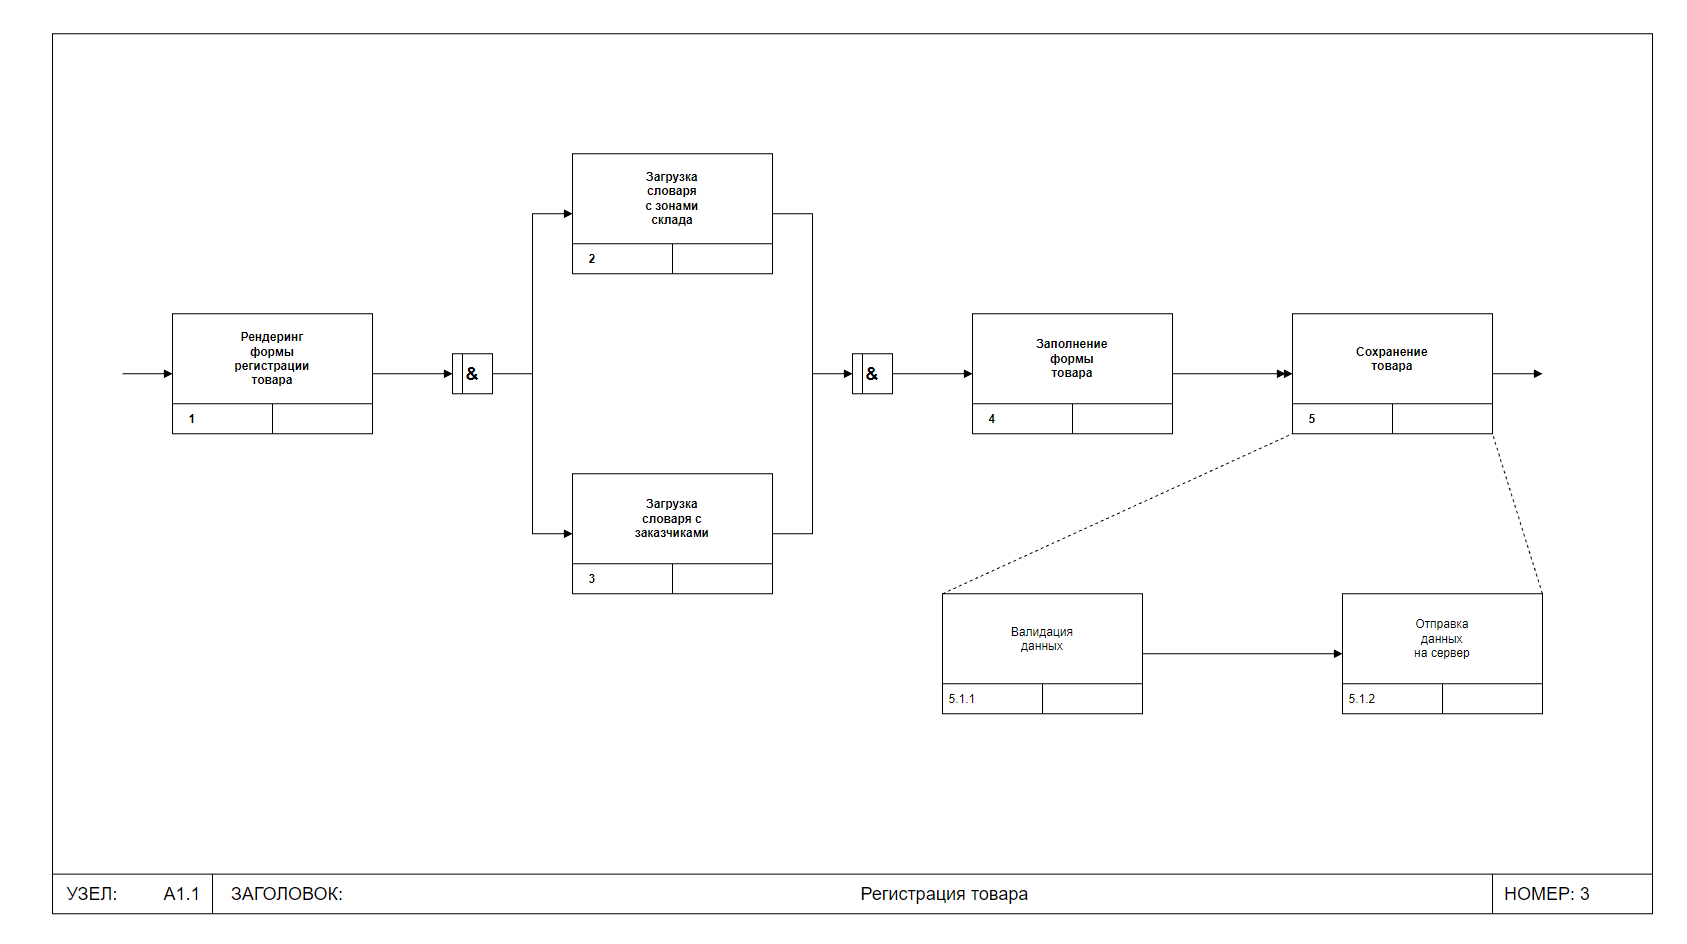 Загрузка
словаря
с зонами
склада
2
Рендеринг
формы
регистрации
товара
1
&
&
Заполнение
формы
товара
4
Сохранение
товара
5
Загрузка
словаря с
заказчиками
3
Валидация
данных
5.1.1
Отправка
данных
на сервер
5.1.2
УЗЕЛ: A1.1 ЗАГОЛОВОК: Регистрация товара НОМЕР: 3